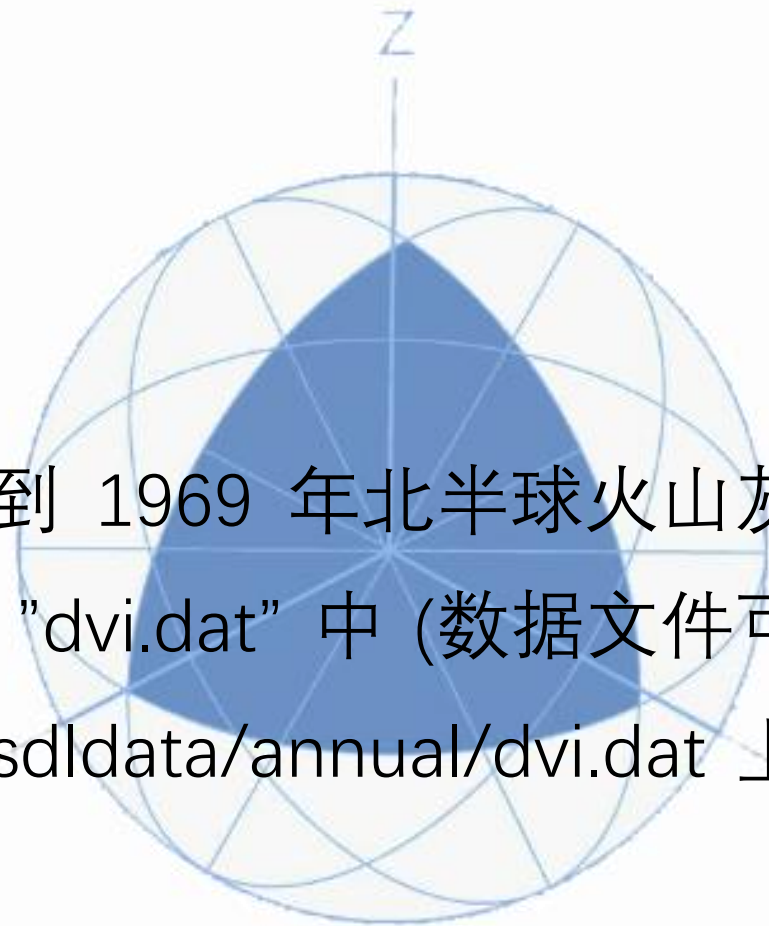 Z
到 1969 年北半球火山灰
”dvi.dat” 中 (数据文件可
sdldata/annual/dvi.dat 上